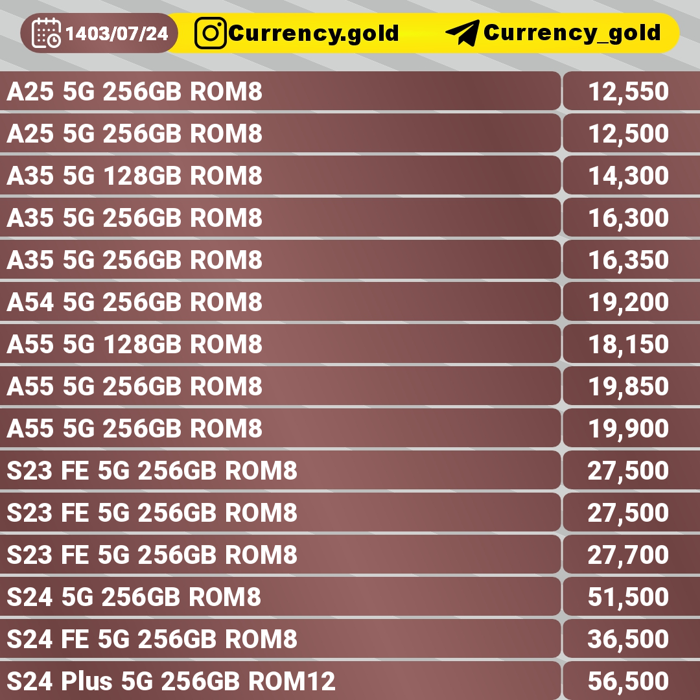 1403/07/24 Currency.gold Currency_gold
A25 5G 256GB ROM8 12,550
A25 5G 256GB ROM8 12,500
A35 5G 128GB ROM8 14,300
A35 5G 256GB ROM8 16,300
A35 5G 256GB ROM8 16,350
A54 5G 256GB ROM8 19,200
A55 5G 128GB ROM8 18,150
A55 5G 256GB ROM8 19,850
A55 5G 256GB ROM8 19,900
S23 FE 5G 256GB ROM8 27,500
S23 FE 5G 256GB ROM8 27,500
S23 FE 5G 256GB ROM8 27,700
S24 5G 256GB ROM8 51,500
S24 FE 5G 256GB ROM8 36,500
S24 Plus 5G 256GB ROM12 56,500